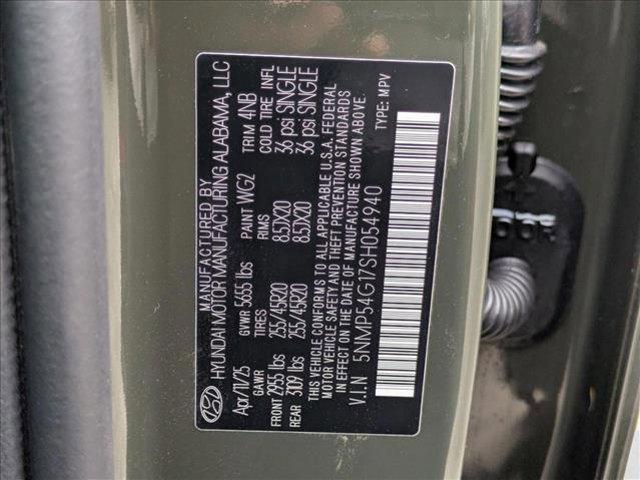 MANUFACTURED BY
HYUNDAI MOTOR MANUFACTURING ALABAMA, LLC
Apr/11/25 GVWR 5655 lbs PAINT WG2 TRIM 4NB
GAWR TIRES RIMS COLD TIRE INFL
FRONT 2955 lbs 255/45R20 8.5JX20 36 psi SINGLE
REAR 3109 lbs 255/45R20 8.5JX20 36 psi SINGLE
THIS VEHICLE CONFORMS TO ALL APPLICABLE U.S.A. FEDERAL
MOTOR VEHICLE SAFETY AND THEFT PREVENTION STANDARDS
IN EFFECT ON THE DATE OF MANUFACTURE SHOWN ABOVE.
V.I.N 5NMP54G17SH054940 TYPE: MPV